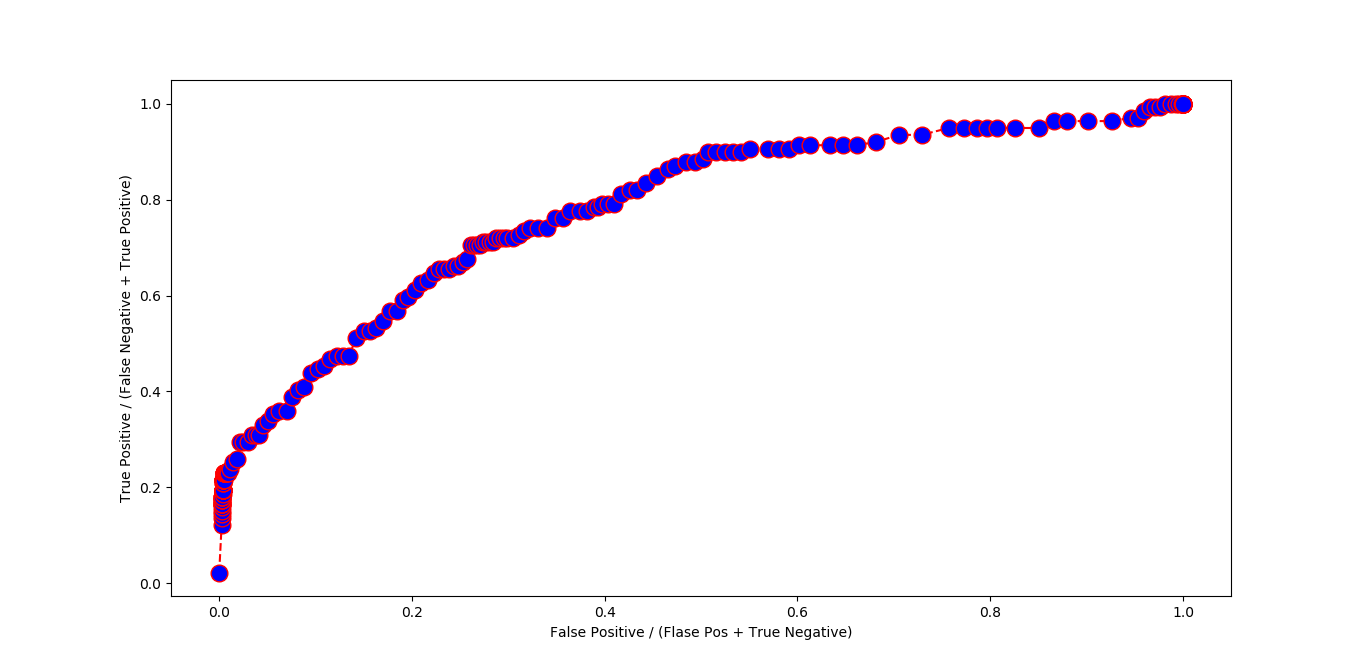 1.0
0.8
0.6
0.4
0.2
0.0
True Positive / (False Negative + True Positive)
0.0 0.2 0.4 0.6 0.8 1.0
False Positive / (Flase Pos + True Negative)